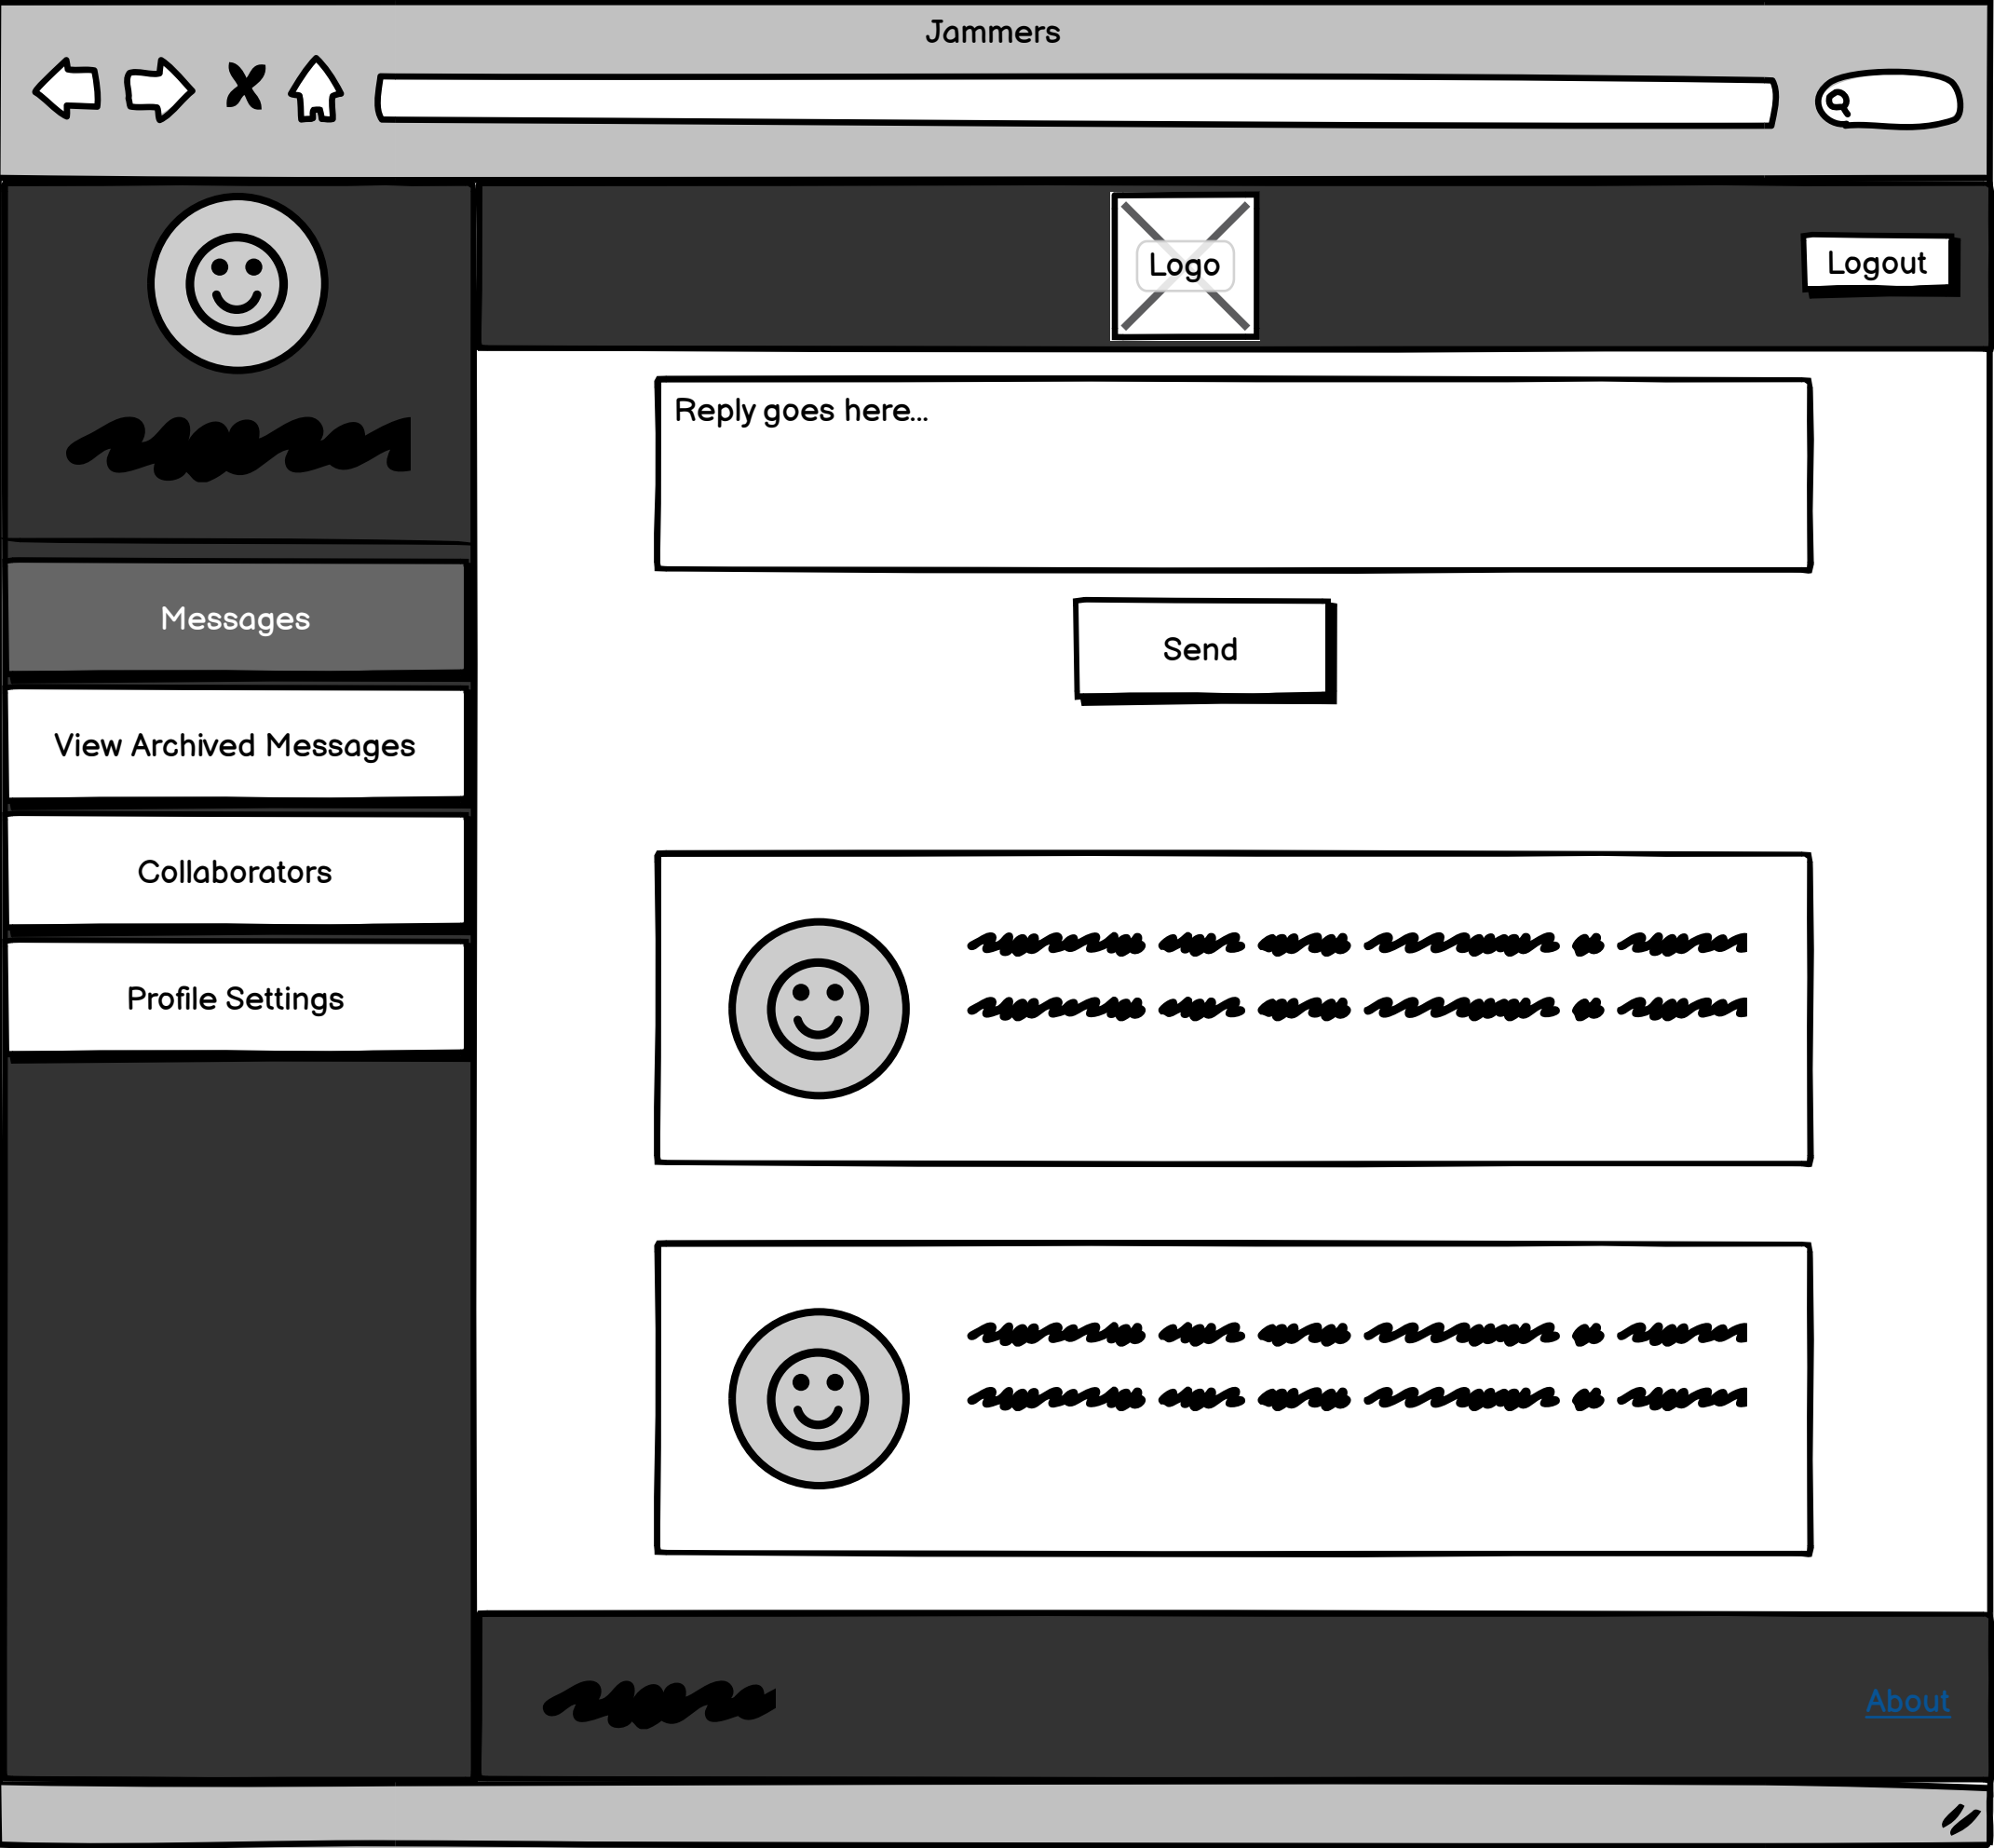 Jammers
Logo
Logout
Reply goes here...
Send
Messages
View Archived Messages
Collaborators
Profile Settings
About